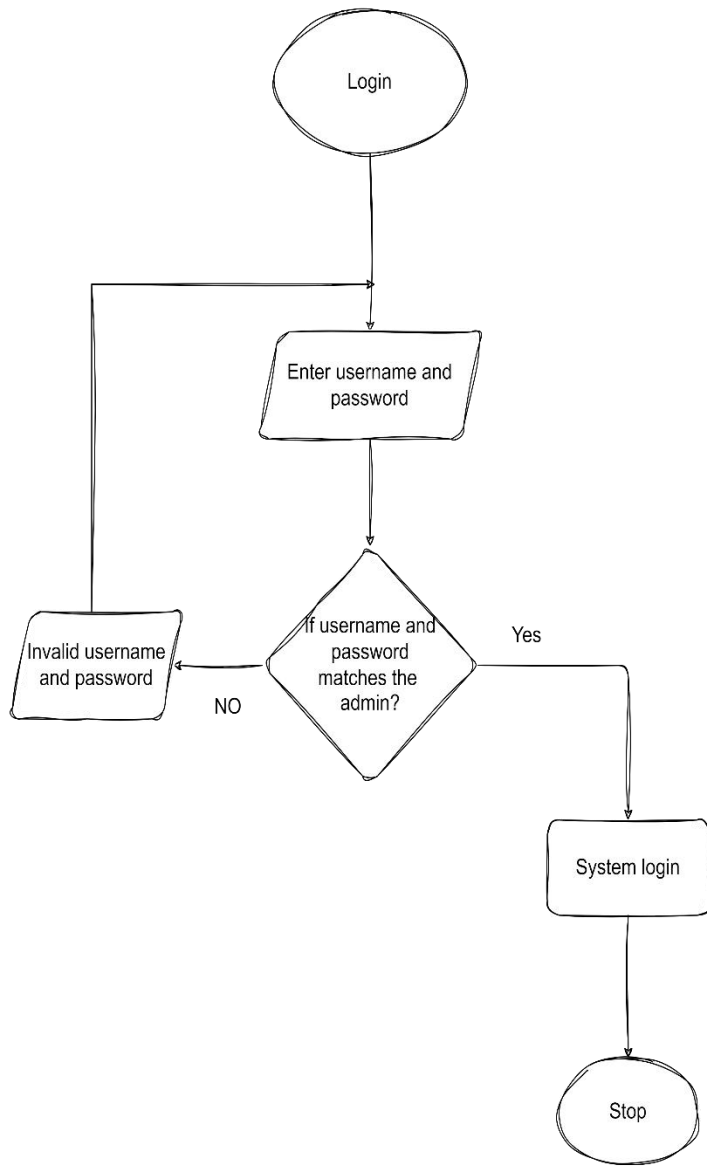 Login
Enter username and
password
If username and
password
matches the
admin?
Yes
NO
Invalid username
and password
System login
Stop